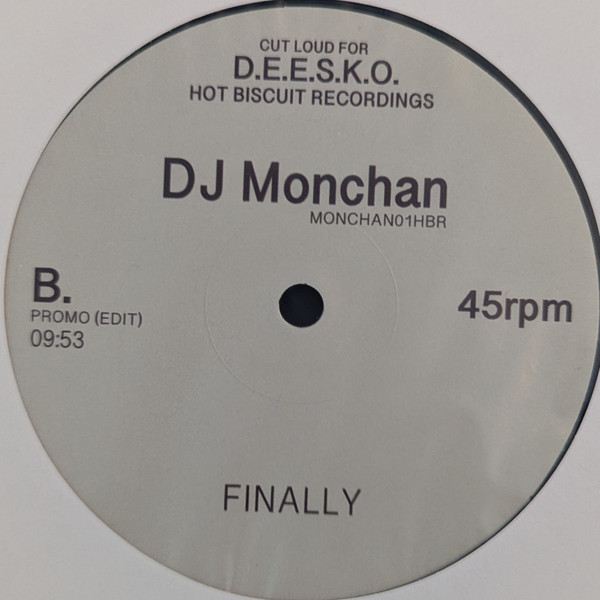 CUT LOUD FOR
D.E.E.S.K.O.
HOT BISCUIT RECORDINGS
DJ Monchan
MONCHAN01HBR
B.
PROMO (EDIT)
09:53
45rpm
FINALLY